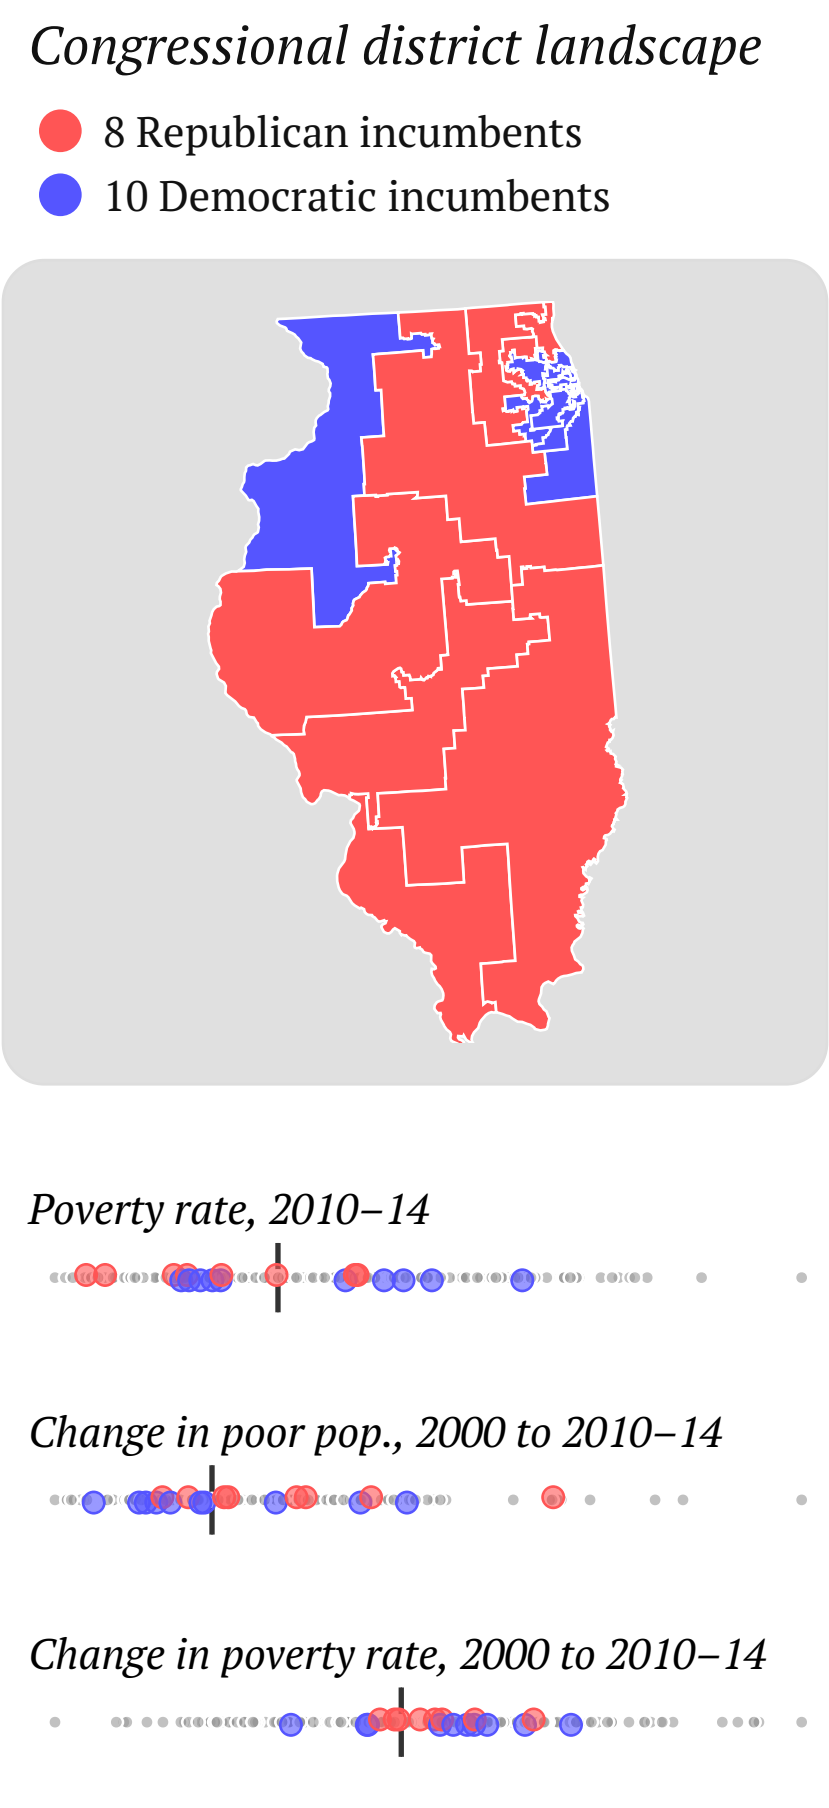 Congressional district landscape
8 Republican incumbents
10 Democratic incumbents
Poverty rate, 2010–14
Change in poor pop., 2000 to 2010–14
Change in poverty rate, 2000 to 2010–14